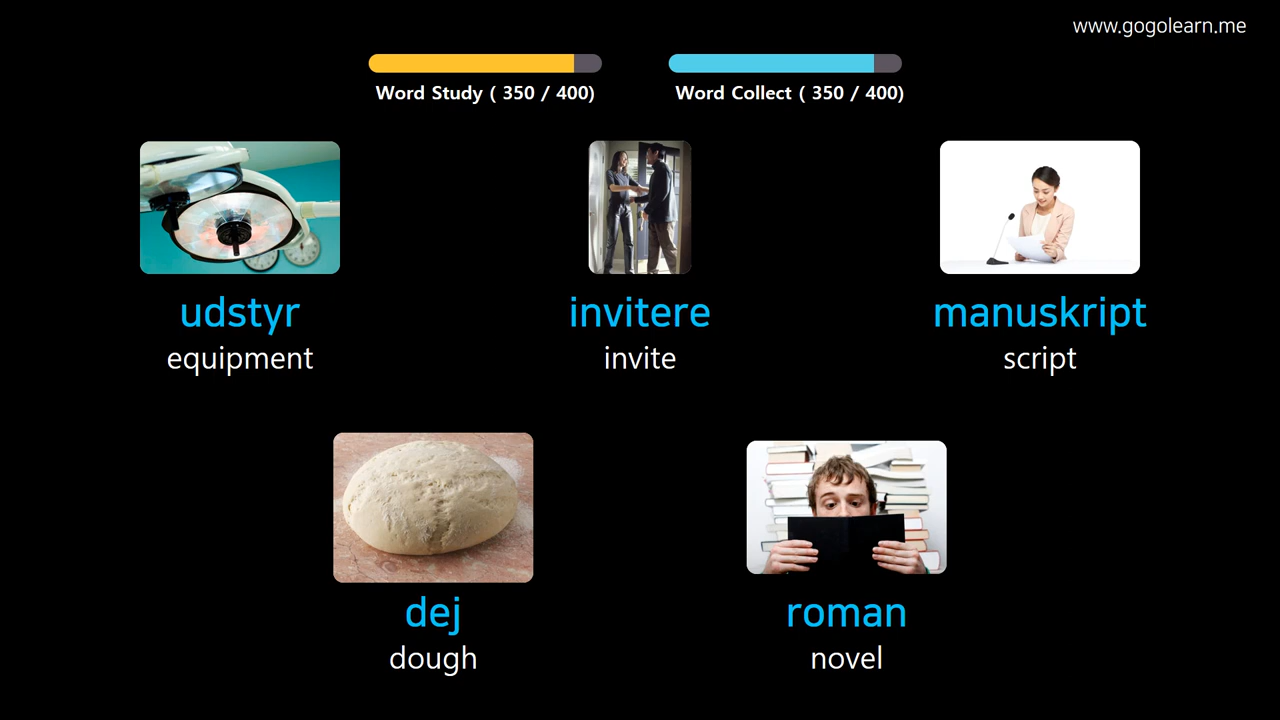 www.gogolearn.me
Word Study ( 350 / 400)
Word Collect ( 350 / 400)
udstyr
equipment
invitere
invite
manuskript
script
dej
dough
roman
novel